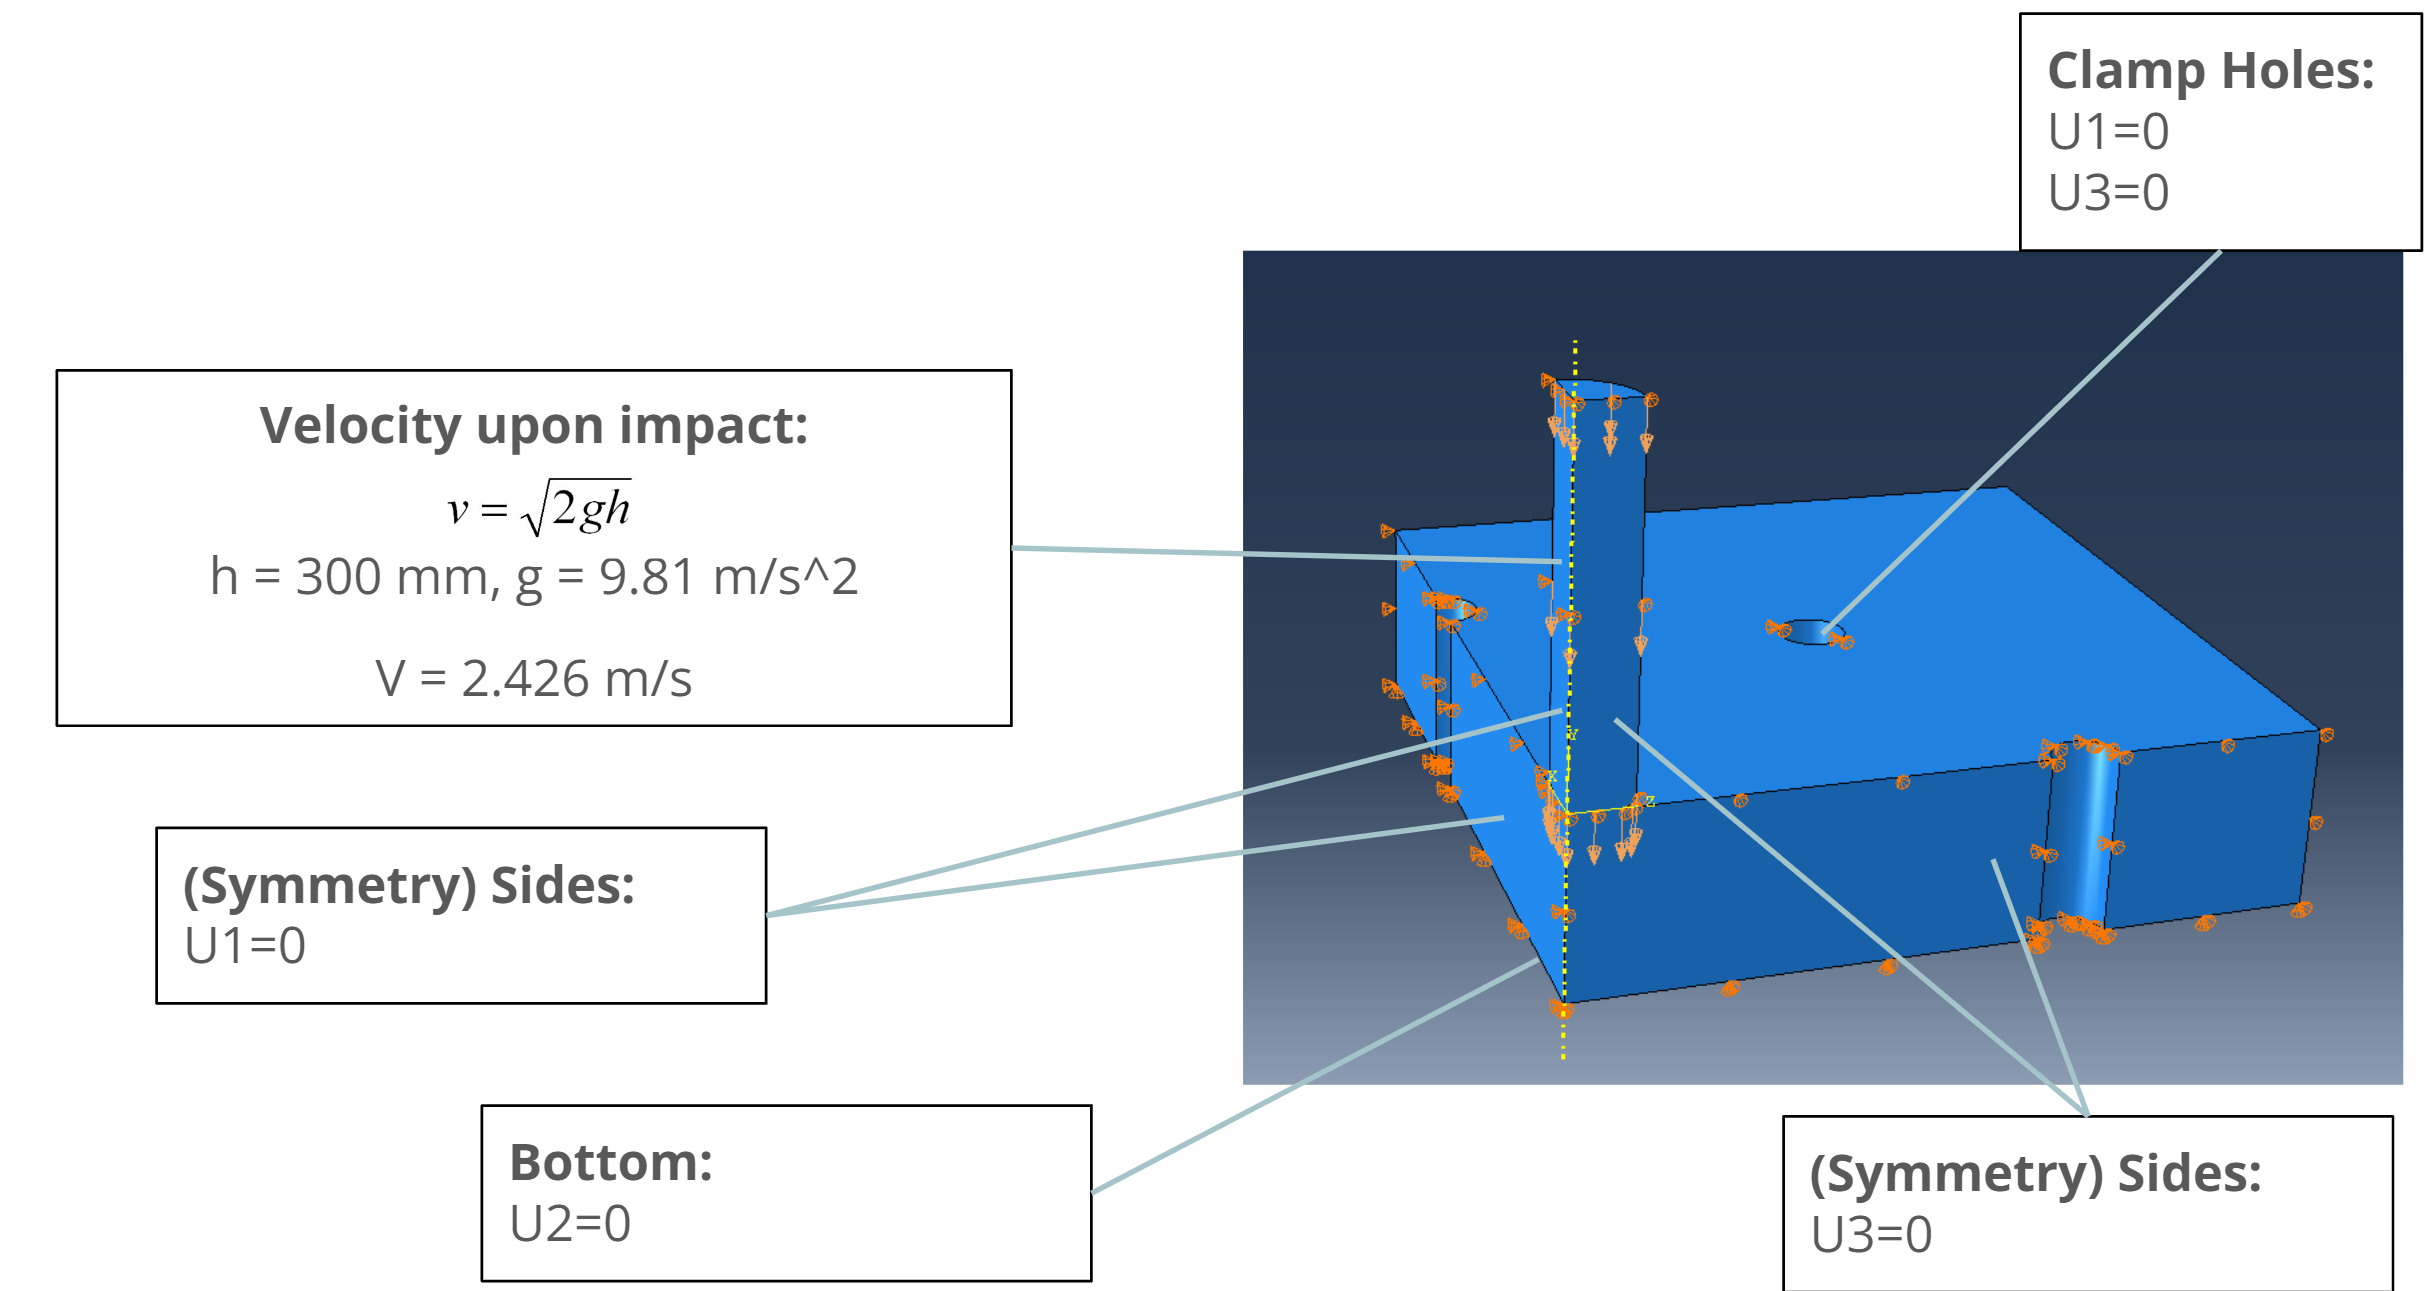 Clamp Holes:
U1=0
U3=0
Velocity upon impact:
v = √2gh
h = 300 mm, g = 9.81 m/s^2
V = 2.426 m/s
(Symmetry) Sides:
U1=0
Bottom:
U2=0
(Symmetry) Sides:
U3=0
Y
X
Z